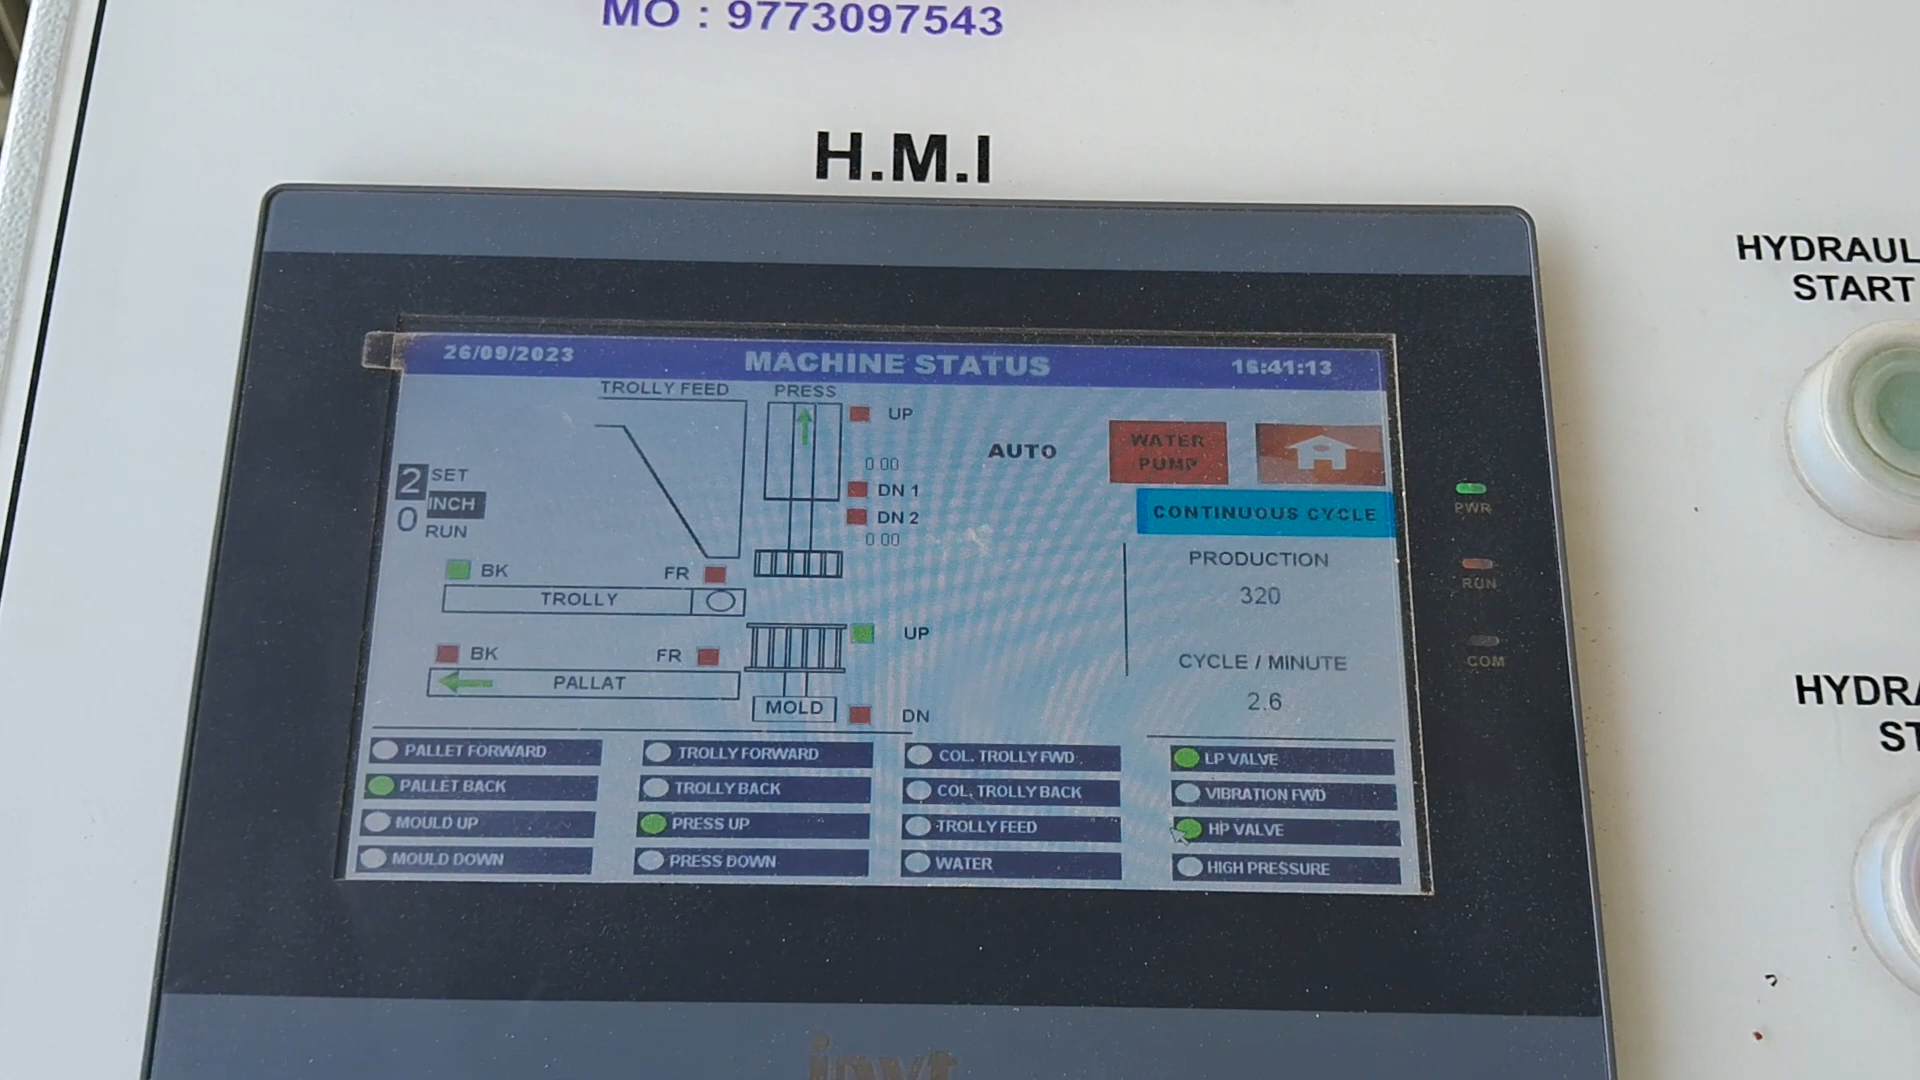 MO : 9773097543
H.M.I
HYDRAUL
START
26/09/2023
MACHINE STATUS
16:41:13
TROLLY FEED
PRESS
UP
0.00
DN 1
DN 2
0.00
AUTO
WATER
PUMP
CONTINUOUS CYCLE
2 SET
INCH
0 RUN
BK
FR
TROLLY
PRODUCTION
320
CYCLE / MINUTE
2.6
BK
FR
PALLAT
UP
MOLD
DN
PALLET FORWARD
PALLET BACK
MOULD UP
MOULD DOWN
TROLLY FORWARD
TROLLY BACK
PRESS UP
PRESS DOWN
COL. TROLLY FWD
COL. TROLLY BACK
TROLLY FEED
WATER
LP VALVE
VIBRATION FWD
HP VALVE
HIGH PRESSURE
PWR
RUN
COM
HYDRA
ST
invt